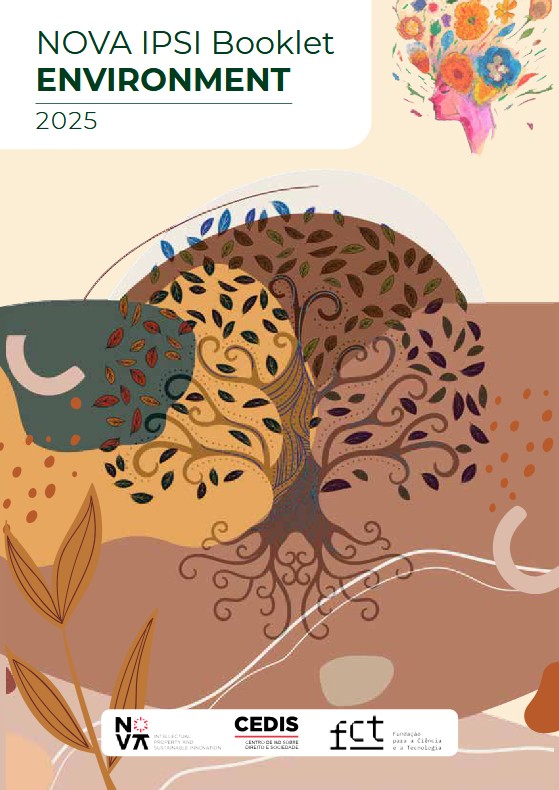 NOVA IPSI Booklet
ENVIRONMENT
2025
NOVA
INTELLECTUAL
PROPERTY AND
SUSTAINABLE INNOVATION
CEDIS
CENTRO DE I&D SOBRE
DIREITO E SOCIEDADE
fct
Fundação
para a Ciência
e a Tecnologia